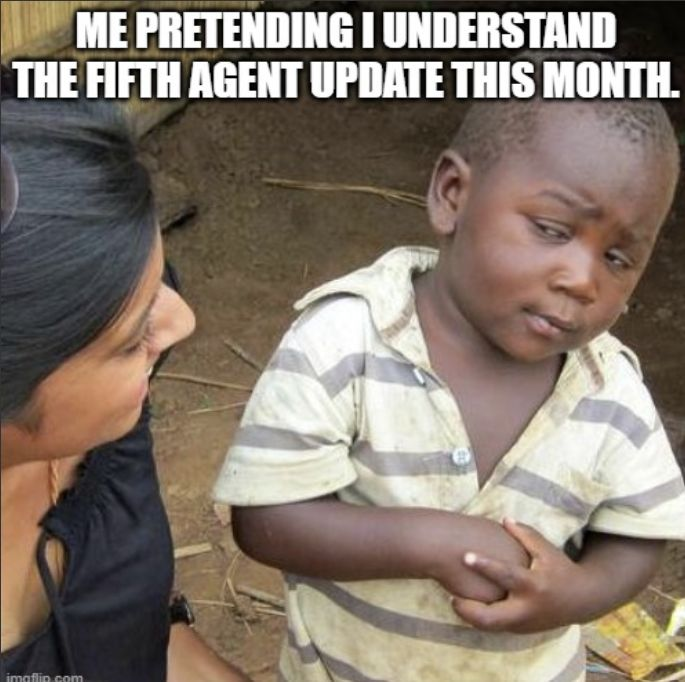 ME PRETENDING I UNDERSTAND
THE FIFTH AGENT UPDATE THIS MONTH.
imgflip.com